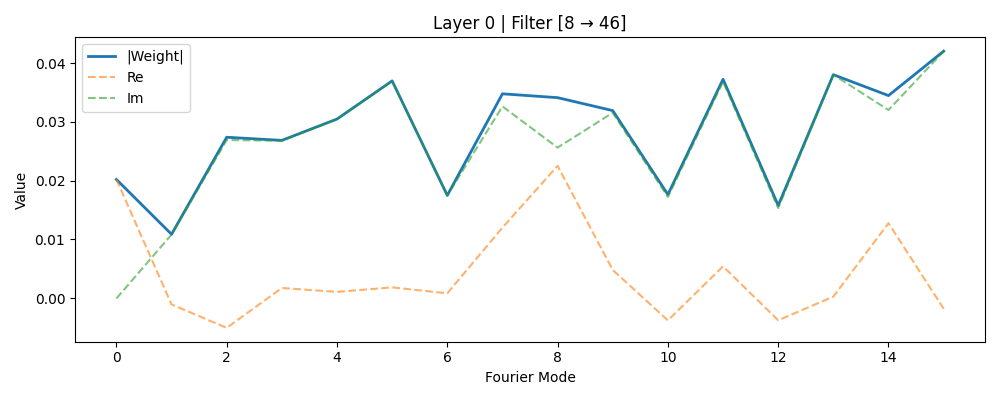 Layer 0 | Filter [8 → 46]
|Weight|
Re
Im
Value
0.04
0.03
0.02
0.01
0.00
0 2 4 6 8 10 12 14
Fourier Mode